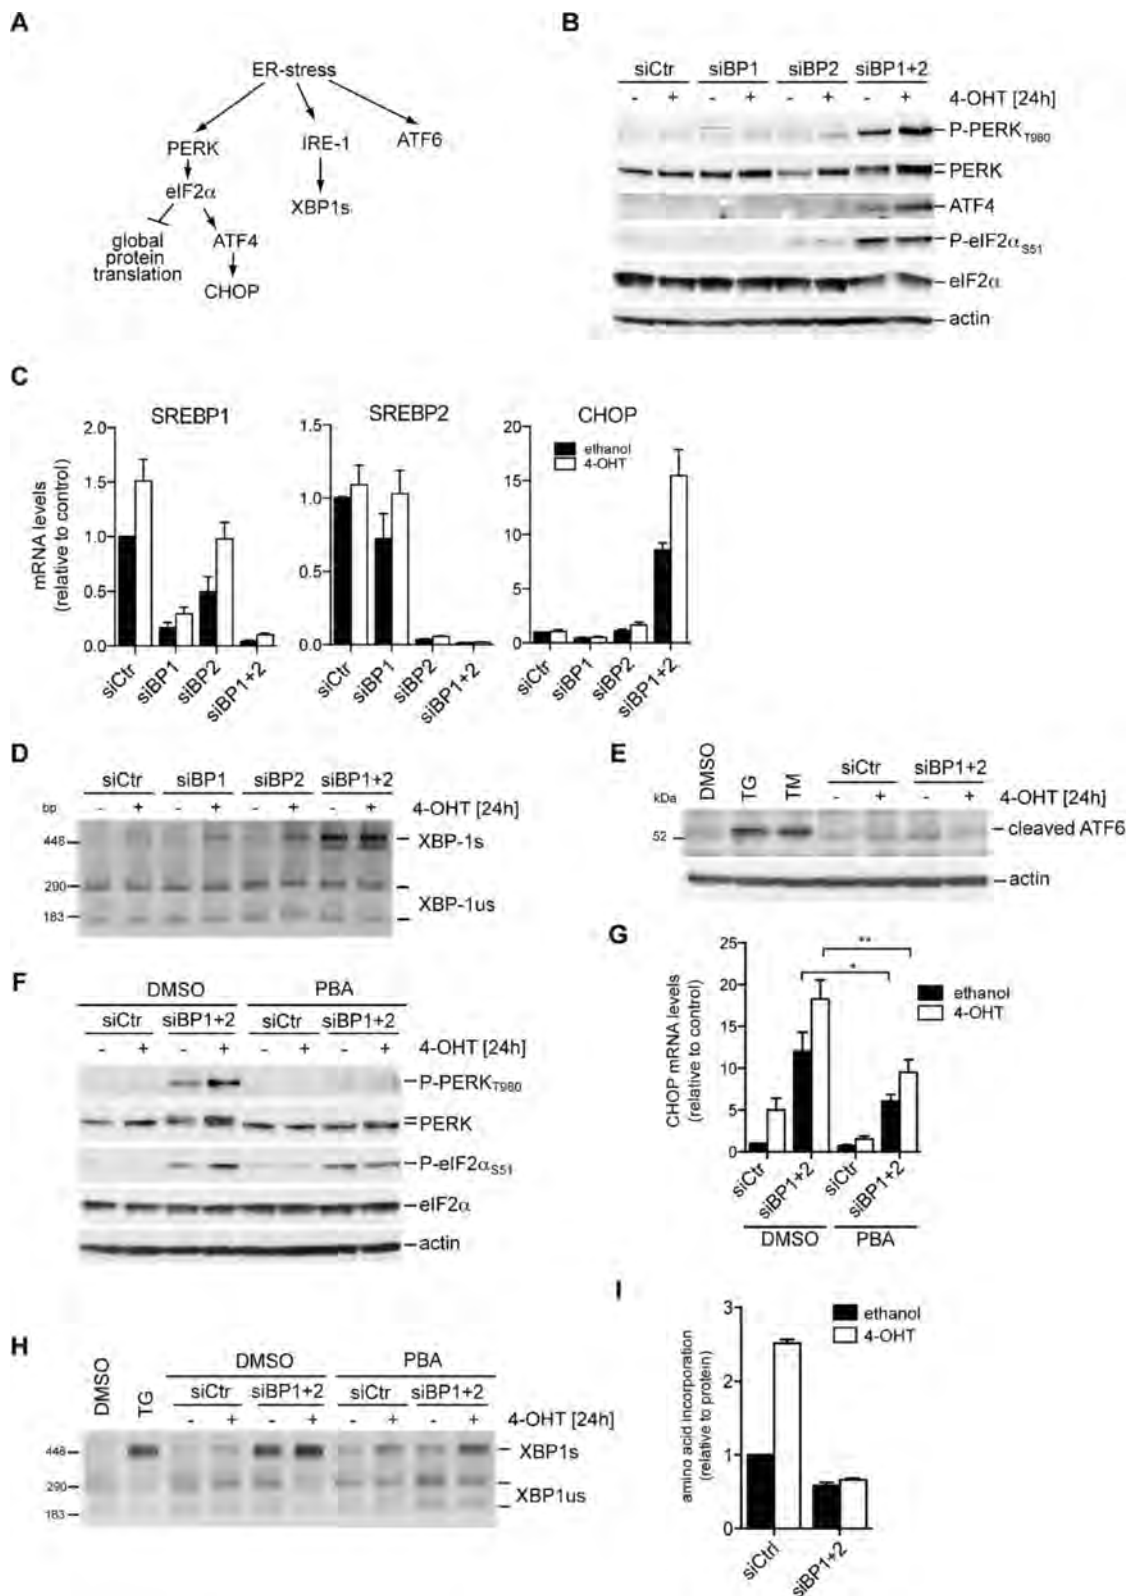 A
ER-stress
PERK
IRE-1
ATF6
eIF2α
XBP1s
global
protein
translation
ATF4
CHOP
B
siCtr siBP1 siBP2 siBP1+2
- + - + - + - + 4-OHT [24h]
P-PERKT980
PERK
ATF4
P-eIF2αS51
eIF2α
actin
C
SREBP1
mRNA levels
(relative to control)
2.0
1.5
1.0
0.5
0.0
siCtr
siBP1
siBP2
siBP1+2
SREBP2
1.5
1.0
0.5
0.0
siCtr
siBP1
siBP2
siBP1+2
CHOP
20
15
10
5
0
ethanol
4-OHT
siCtr
siBP1
siBP2
siBP1+2
D
siCtr siBP1 siBP2 siBP1+2
bp - + - + - + - + 4-OHT [24h]
448
XBP-1s
290
XBP-1us
183
E
DMSO
TG
TM
siCtr siBP1+2
kDa - + - + 4-OHT [24h]
52
cleaved ATF6
actin
F
DMSO PBA
siCtr siBP1+2 siCtr siBP1+2
- + - + - + - + 4-OHT [24h]
P-PERKT980
PERK
P-eIF2αS51
eIF2α
actin
G
CHOP mRNA levels
(relative to control)
25
20
15
10
5
0
**
*
ethanol
4-OHT
siCtr
siBP1+2
siCtr
siBP1+2
DMSO PBA
H
DMSO
TG
DMSO PBA
siCtr siBP1+2 siCtr siBP1+2
- + - + - + - + 4-OHT [24h]
448
XBP1s
290
XBP1us
183
I
amino acid incorporation
(relative to protein)
3
2
1
0
ethanol
4-OHT
siCtrl
siBP1+2